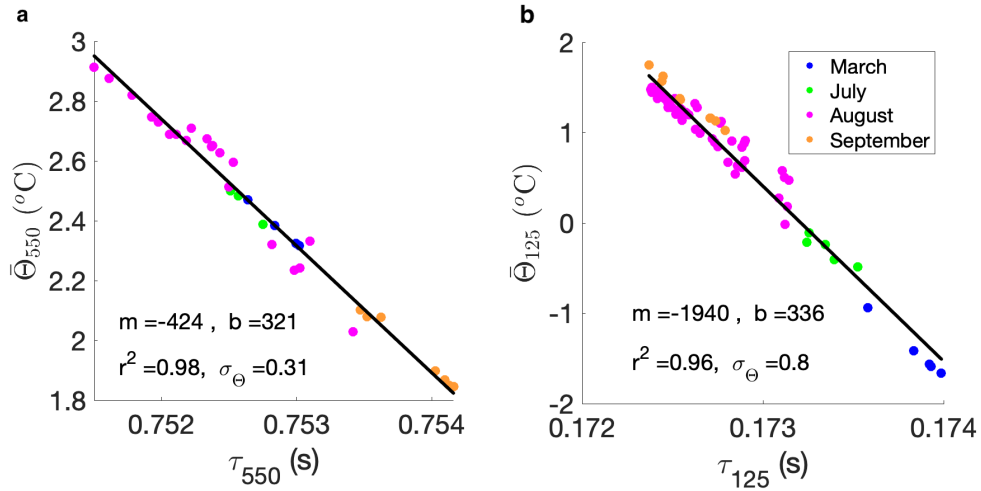 a
3
2.8
2.6
2.4
2.2
2
1.8
0.752
0.753
0.754
Θ̄₅₅₀ (°C)
τ₅₅₀ (s)
m =-424 , b =321
r² =0.98, σ_Θ =0.31
b
2
1
0
-1
-2
0.172
0.173
0.174
Θ̄₁₂₅ (°C)
τ₁₂₅ (s)
March
July
August
September
m =-1940 , b =336
r² =0.96, σ_Θ =0.8